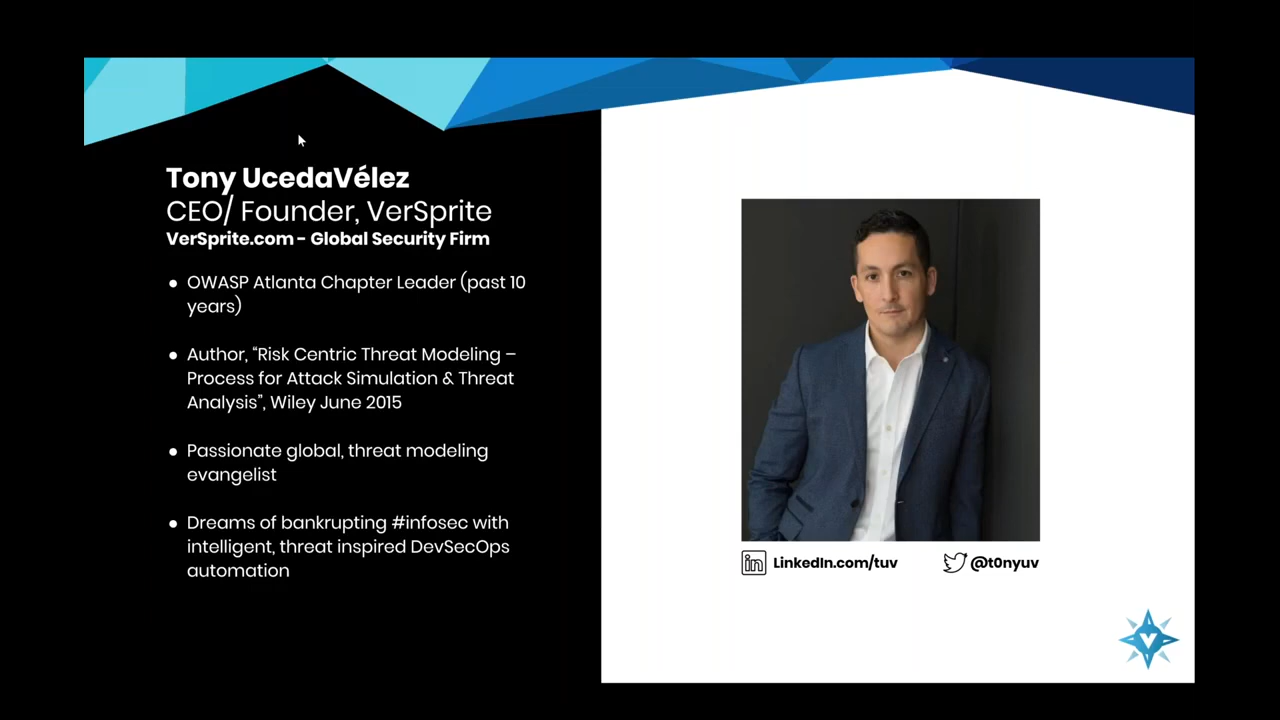 Tony UcedaVélez
CEO/ Founder, VerSprite
VerSprite.com - Global Security Firm
• OWASP Atlanta Chapter Leader (past 10
years)
• Author, “Risk Centric Threat Modeling –
Process for Attack Simulation & Threat
Analysis”, Wiley June 2015
• Passionate global, threat modeling
evangelist
• Dreams of bankrupting #infosec with
intelligent, threat inspired DevSecOps
automation
in LinkedIn.com/tuv
@t0nyuv
V